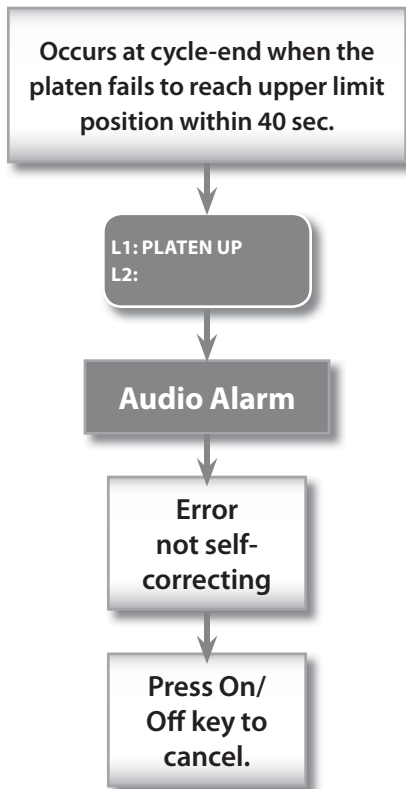 Occurs at cycle-end when the
platen fails to reach upper limit
position within 40 sec.
L1: PLATEN UP
L2:
Audio Alarm
Error
not self-
correcting
Press On/
Off key to
cancel.